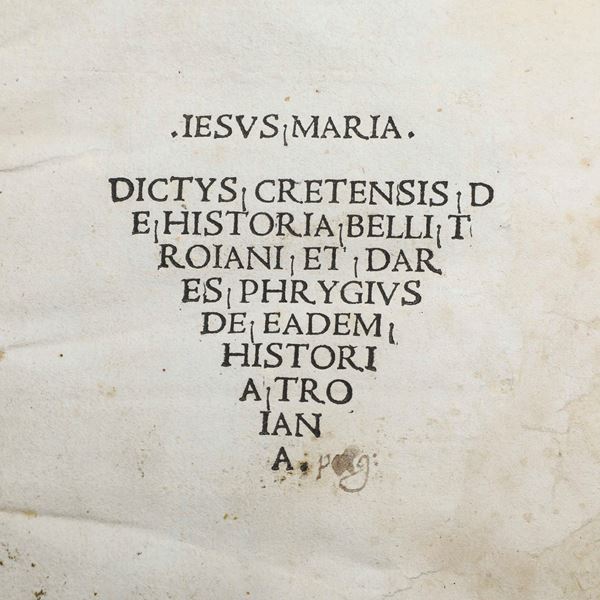 .IESVS MARIA.
DICTYS CRETENSIS D
E HISTORIA BELLI T
ROIANI ET DAR
ES PHRYGIVS
DE EADEM
HISTORI
A TRO
IAN
A.